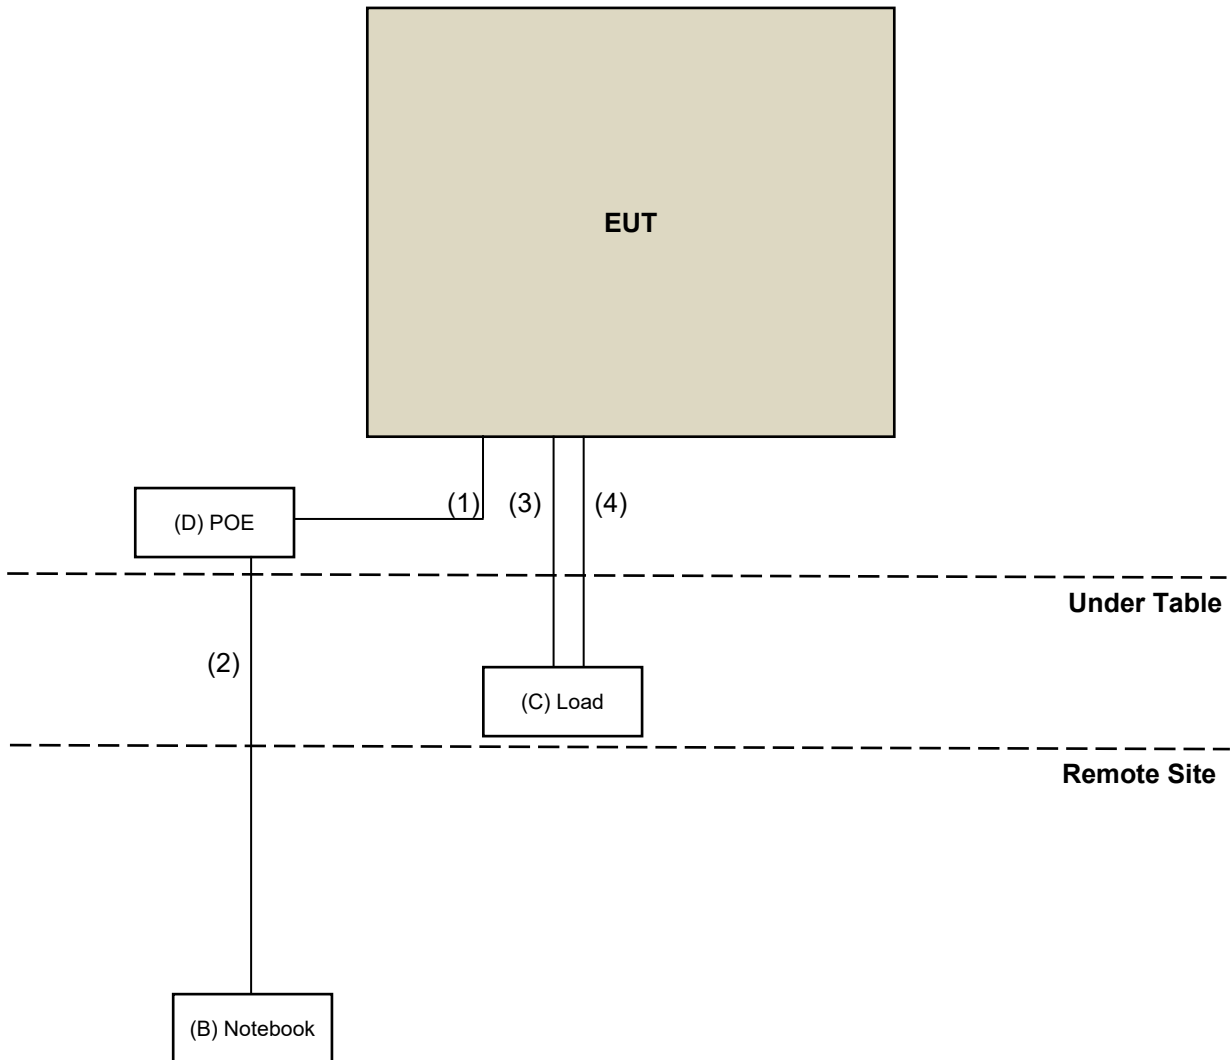 EUT
(1)
(3)
(4)
(D) POE
Under Table
(2)
(C) Load
Remote Site
(B) Notebook